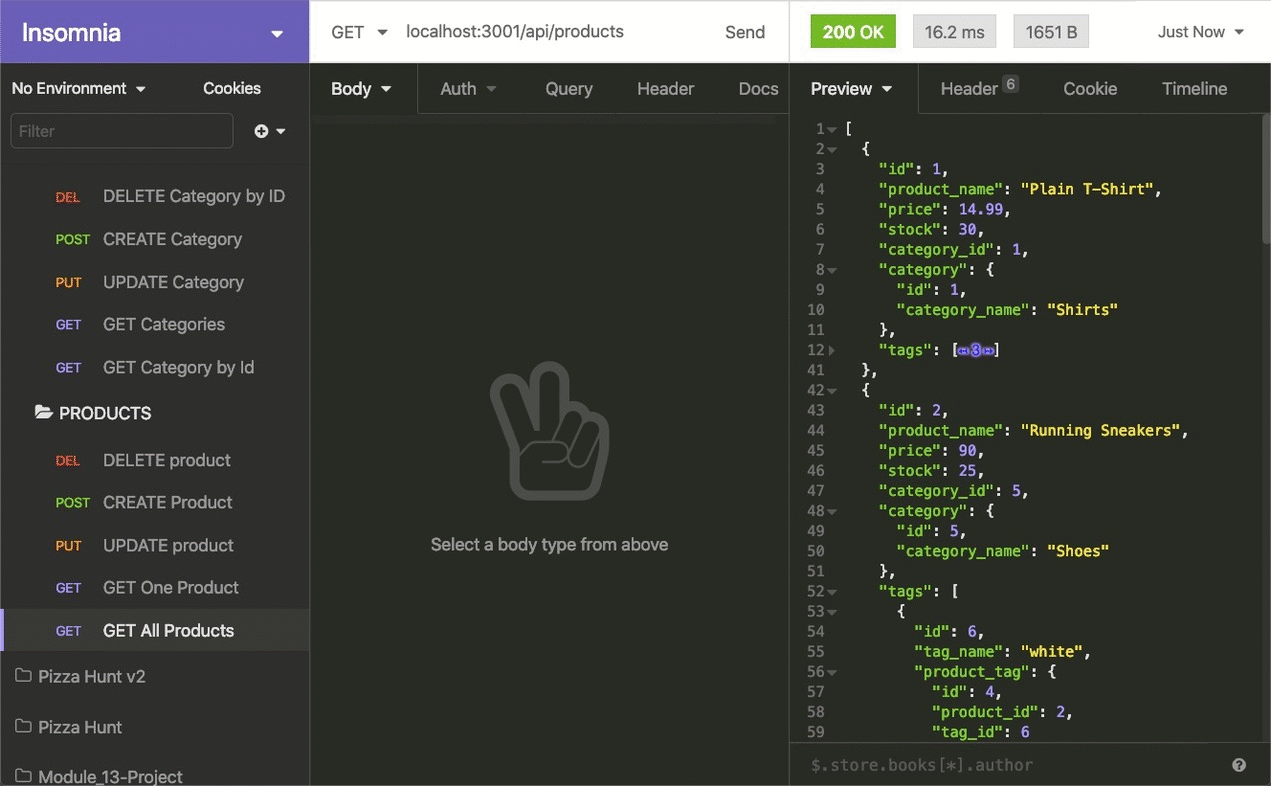 Insomnia
No Environment
Cookies
Filter
DEL DELETE Category by ID
POST CREATE Category
PUT UPDATE Category
GET GET Categories
GET GET Category by Id
PRODUCTS
DEL DELETE product
POST CREATE Product
PUT UPDATE product
GET GET One Product
GET GET All Products
Pizza Hunt v2
Pizza Hunt
Module_13-Project
GET localhost:3001/api/products Send
Body Auth Query Header Docs
Select a body type from above
200 OK 16.2 ms 1651 B Just Now
Preview Header 6 Cookie Timeline
1 [
2 {
3 "id": 1,
4 "product_name": "Plain T-Shirt",
5 "price": 14.99,
6 "stock": 30,
7 "category_id": 1,
8 "category": {
9 "id": 1,
10 "category_name": "Shirts"
11 },
12 "tags": [↔3↔]
41 },
42 {
43 "id": 2,
44 "product_name": "Running Sneakers",
45 "price": 90,
46 "stock": 25,
47 "category_id": 5,
48 "category": {
49 "id": 5,
50 "category_name": "Shoes"
51 },
52 "tags": [
53 {
54 "id": 6,
55 "tag_name": "white",
56 "product_tag": {
57 "id": 4,
58 "product_id": 2,
59 "tag_id": 6
$.store.books[*].author